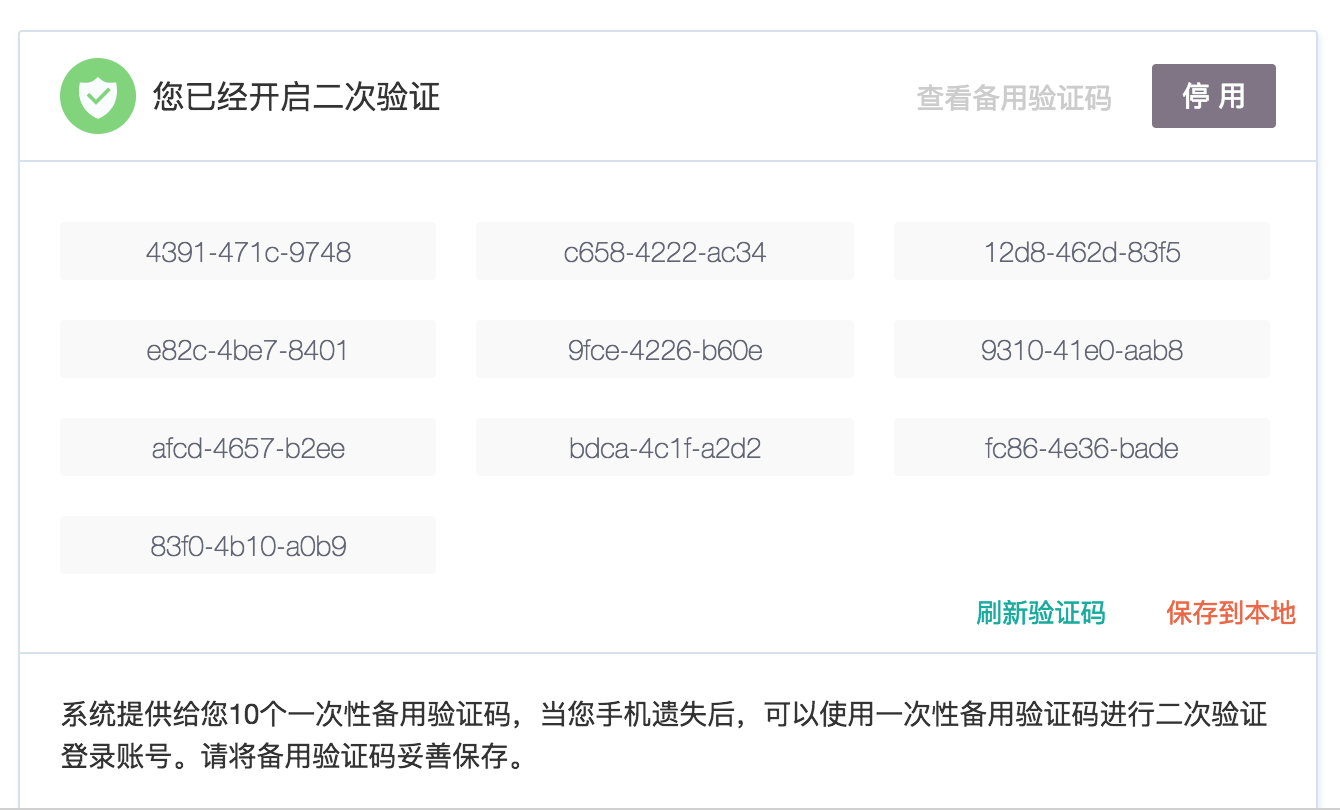 您已经开启二次验证
查看备用验证码
停 用
4391-471c-9748
c658-4222-ac34
12d8-462d-83f5
e82c-4be7-8401
9fce-4226-b60e
9310-41e0-aab8
afcd-4657-b2ee
bdca-4c1f-a2d2
fc86-4e36-bade
83f0-4b10-a0b9
刷新验证码
保存到本地
系统提供给您10个一次性备用验证码，当您手机遗失后，可以使用一次性备用验证码进行二次验证
登录账号。请将备用验证码妥善保存。